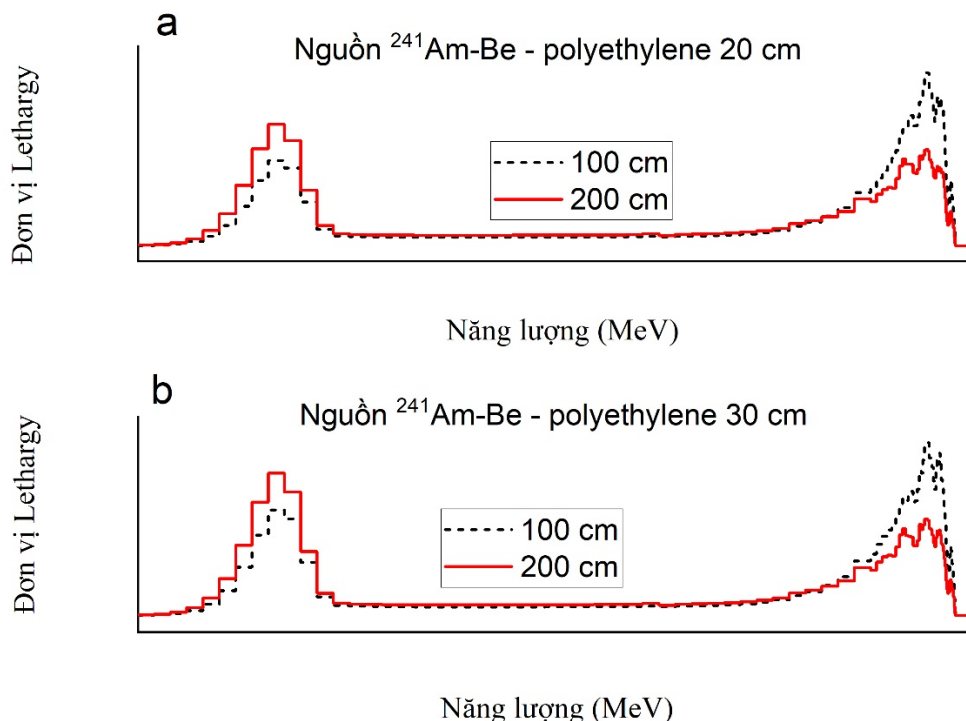 a
Nguồn ²⁴¹Am-Be - polyethylene 20 cm
Đơn vị Lethargy
100 cm
200 cm
Năng lượng (MeV)
b
Nguồn ²⁴¹Am-Be - polyethylene 30 cm
Đơn vị Lethargy
100 cm
200 cm
Năng lượng (MeV)